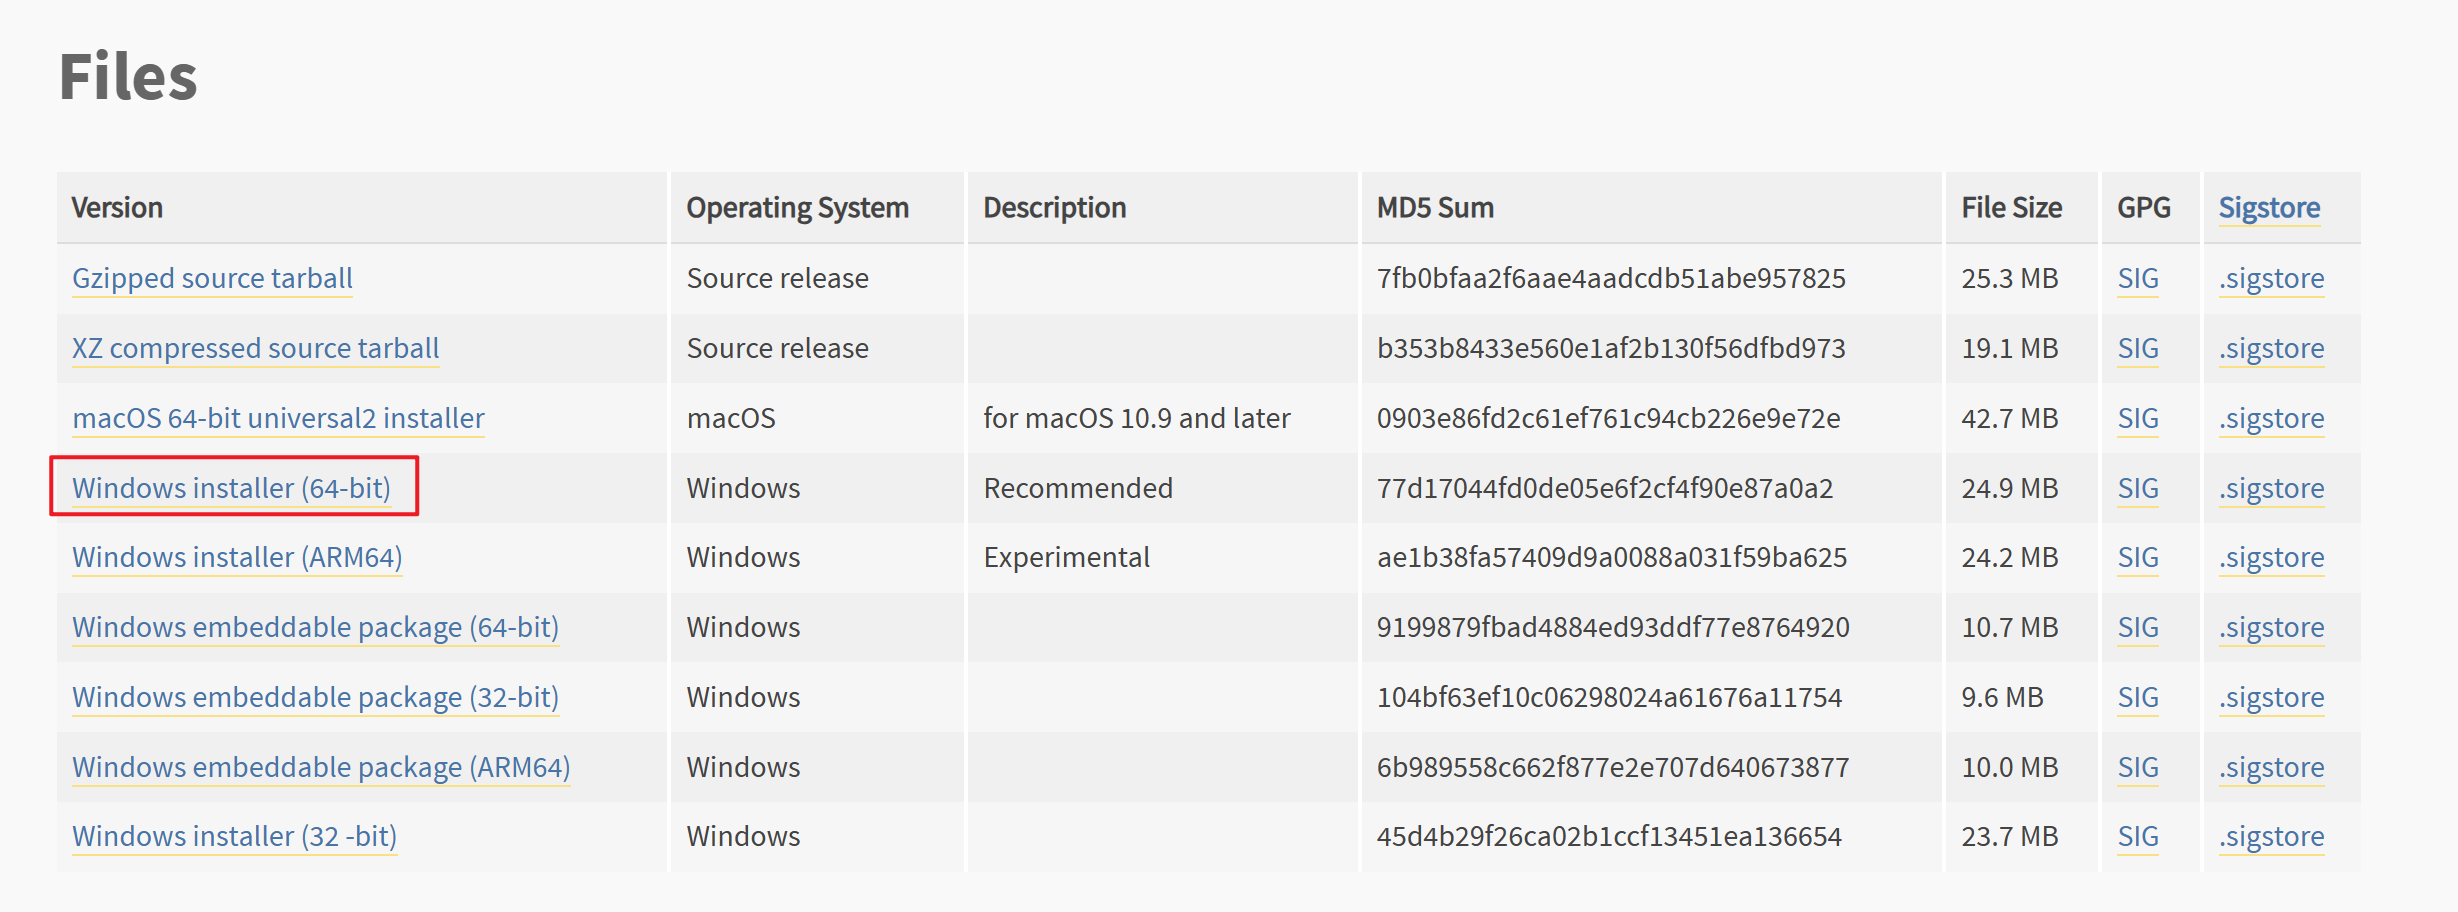 Files
Version Operating System Description MD5 Sum File Size GPG Sigstore
Gzipped source tarball Source release 7fb0bfaa2f6aae4aadcdb51abe957825 25.3 MB SIG .sigstore
XZ compressed source tarball Source release b353b8433e560e1af2b130f56dfbd973 19.1 MB SIG .sigstore
macOS 64-bit universal2 installer macOS for macOS 10.9 and later 0903e86fd2c61ef761c94cb226e9e72e 42.7 MB SIG .sigstore
Windows installer (64-bit) Windows Recommended 77d17044fd0de05e6f2cf4f90e87a0a2 24.9 MB SIG .sigstore
Windows installer (ARM64) Windows Experimental ae1b38fa57409d9a0088a031f59ba625 24.2 MB SIG .sigstore
Windows embeddable package (64-bit) Windows 9199879fbad4884ed93ddf77e8764920 10.7 MB SIG .sigstore
Windows embeddable package (32-bit) Windows 104bf63ef10c06298024a61676a11754 9.6 MB SIG .sigstore
Windows embeddable package (ARM64) Windows 6b989558c662f877e2e707d640673877 10.0 MB SIG .sigstore
Windows installer (32 -bit) Windows 45d4b29f26ca02b1ccf13451ea136654 23.7 MB SIG .sigstore